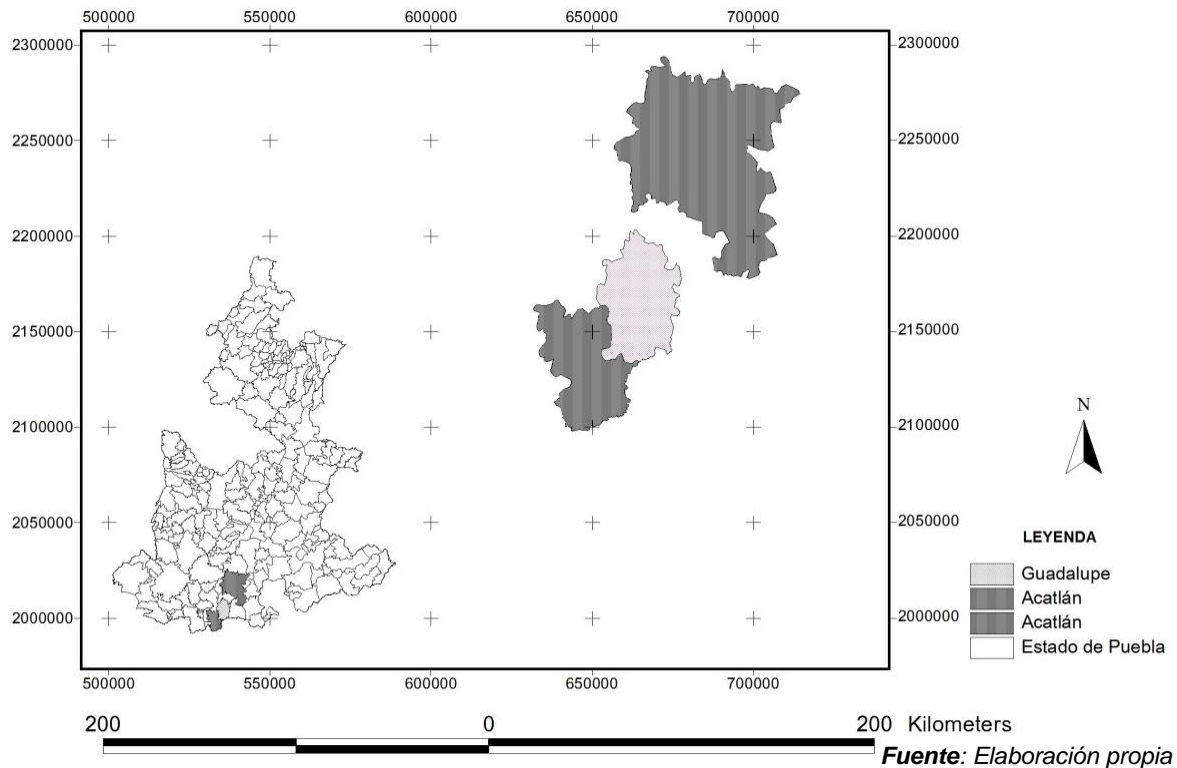 500000 550000 600000 650000 700000
2300000 2300000
2250000 2250000
2200000 2200000
2150000 2150000
2100000 2100000
N
2050000 2050000
LEYENDA
Guadalupe
Acatlán
2000000 2000000
Acatlán
Estado de Puebla
500000 550000 600000 650000 700000
200 0 200 Kilometers
Fuente: Elaboración propia